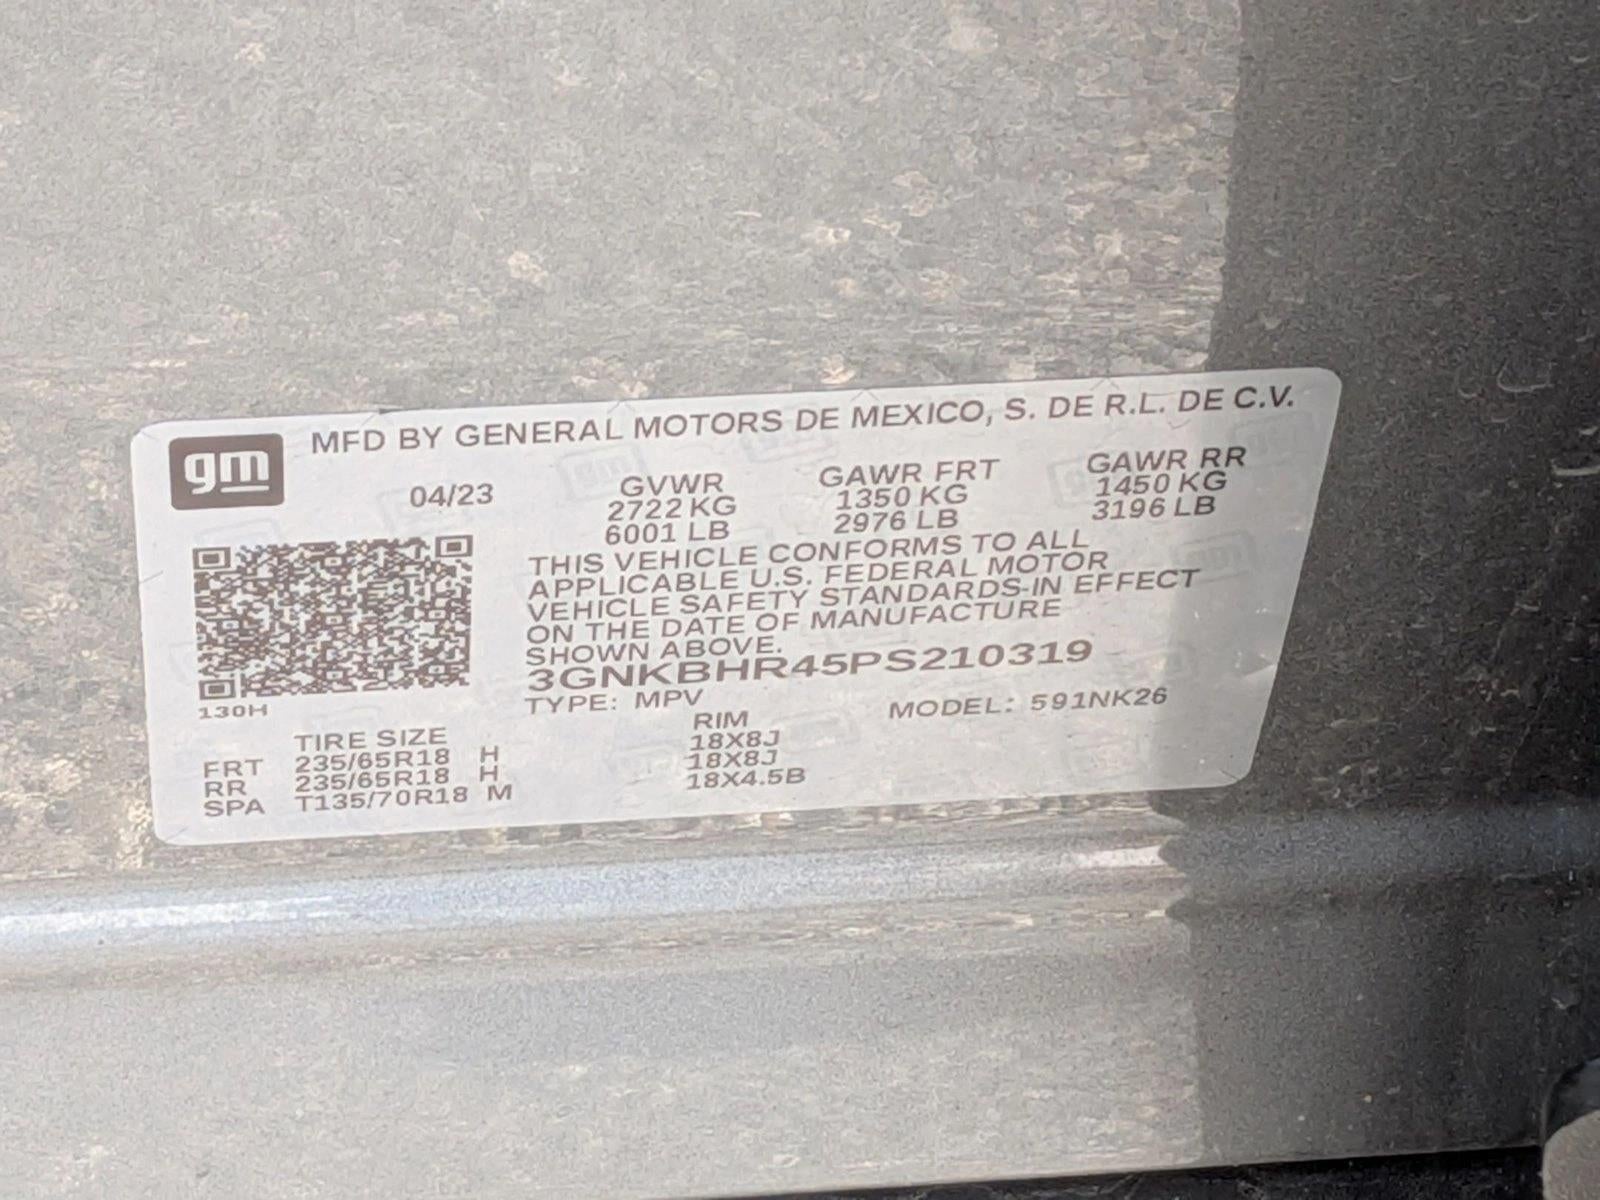 gm
MFD BY GENERAL MOTORS DE MEXICO, S. DE R.L. DE C.V.
04/23
GVWR GAWR FRT GAWR RR
2722 KG 1350 KG 1450 KG
6001 LB 2976 LB 3196 LB
THIS VEHICLE CONFORMS TO ALL
APPLICABLE U.S. FEDERAL MOTOR
VEHICLE SAFETY STANDARDS-IN EFFECT
ON THE DATE OF MANUFACTURE
SHOWN ABOVE.
3GNKBHR45PS210319
TYPE: MPV MODEL: 591NK26
130H
TIRE SIZE RIM
FRT 235/65R18 H 18X8J
RR 235/65R18 H 18X8J
SPA T135/70R18 M 18X4.5B